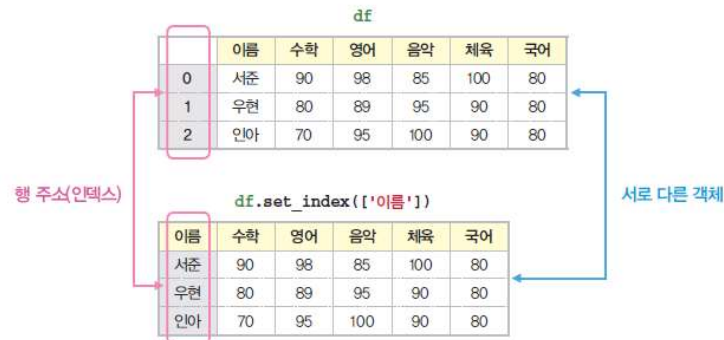 df
이름 수학 영어 음악 체육 국어
0 서준 90 98 85 100 80
1 우현 80 89 95 90 80
2 인아 70 95 100 90 80
행 주소(인덱스)
서로 다른 객체
df.set_index(['이름'])
이름 수학 영어 음악 체육 국어
서준 90 98 85 100 80
우현 80 89 95 90 80
인아 70 95 100 90 80